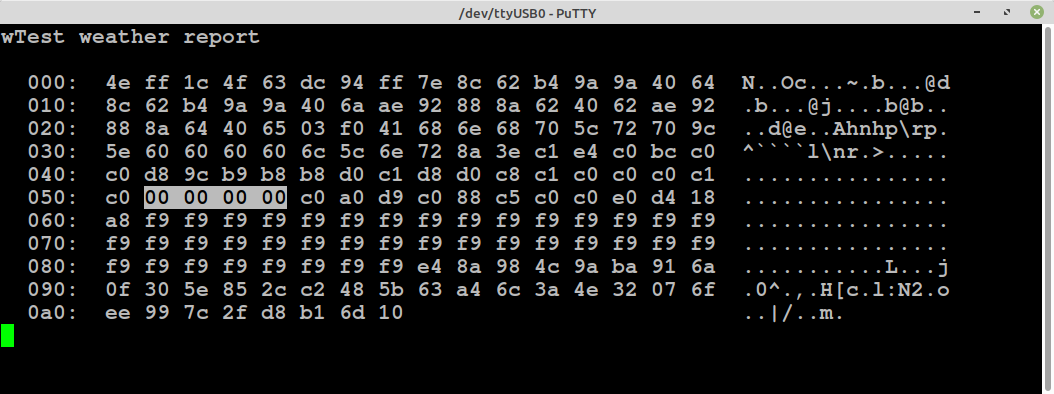 /dev/ttyUSB0 - PuTTY
wTest weather report
000: 4e ff 1c 4f 63 dc 94 ff 7e 8c 62 b4 9a 9a 40 64 N..Oc...~.b...@d
010: 8c 62 b4 9a 9a 40 6a ae 92 88 8a 62 40 62 ae 92 .b...@j....b@b..
020: 88 8a 64 40 65 03 f0 41 68 6e 68 70 5c 72 70 9c ..d@e..Ahnhp\rp.
030: 5e 60 60 60 60 6c 5c 6e 72 8a 3e c1 e4 c0 bc c0 ^````l\nr.>.....
040: c0 d8 9c b9 b8 b8 d0 c1 d8 d0 c8 c1 c0 c0 c0 c1 ................
050: c0 00 00 00 00 c0 a0 d9 c0 88 c5 c0 c0 e0 d4 18 ................
060: a8 f9 f9 f9 f9 f9 f9 f9 f9 f9 f9 f9 f9 f9 f9 f9 ................
070: f9 f9 f9 f9 f9 f9 f9 f9 f9 f9 f9 f9 f9 f9 f9 f9 ................
080: f9 f9 f9 f9 f9 f9 f9 f9 e4 8a 98 4c 9a ba 91 6a ...........L...j
090: 0f 30 5e 85 2c c2 48 5b 63 a4 6c 3a 4e 32 07 6f .0^.,.H[c.l:N2.o
0a0: ee 99 7c 2f d8 b1 6d 10 ..|/..m.